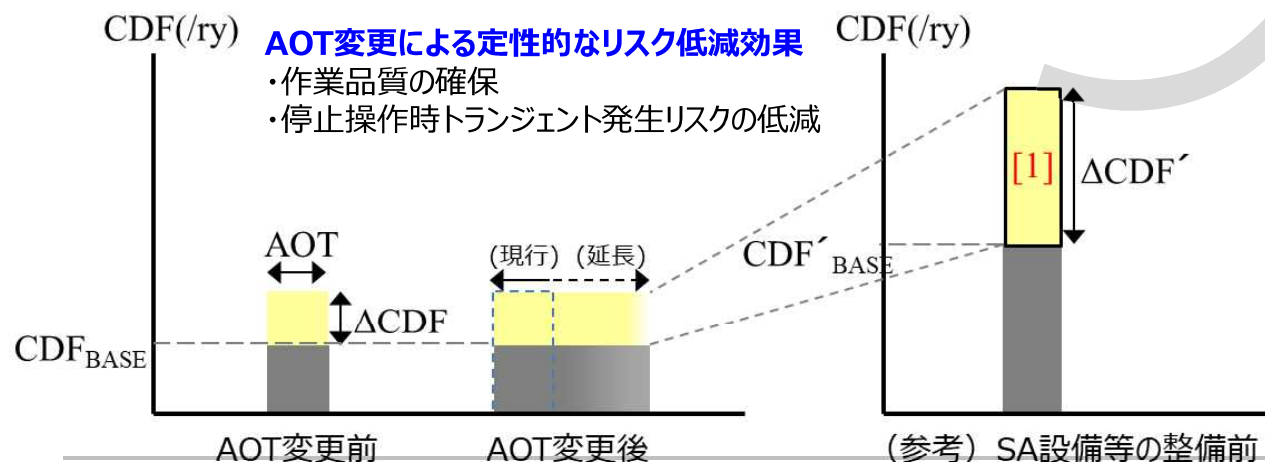 CDF(/ry)
AOT変更による定性的なリスク低減効果
・作業品質の確保
・停止操作時トランジェント発生リスクの低減
AOT
ΔCDF
CDFBASE
(現行) (延長)
AOT変更前
AOT変更後
CDF(/ry)
[1]
ΔCDF´
CDF´BASE
(参考) SA設備等の整備前